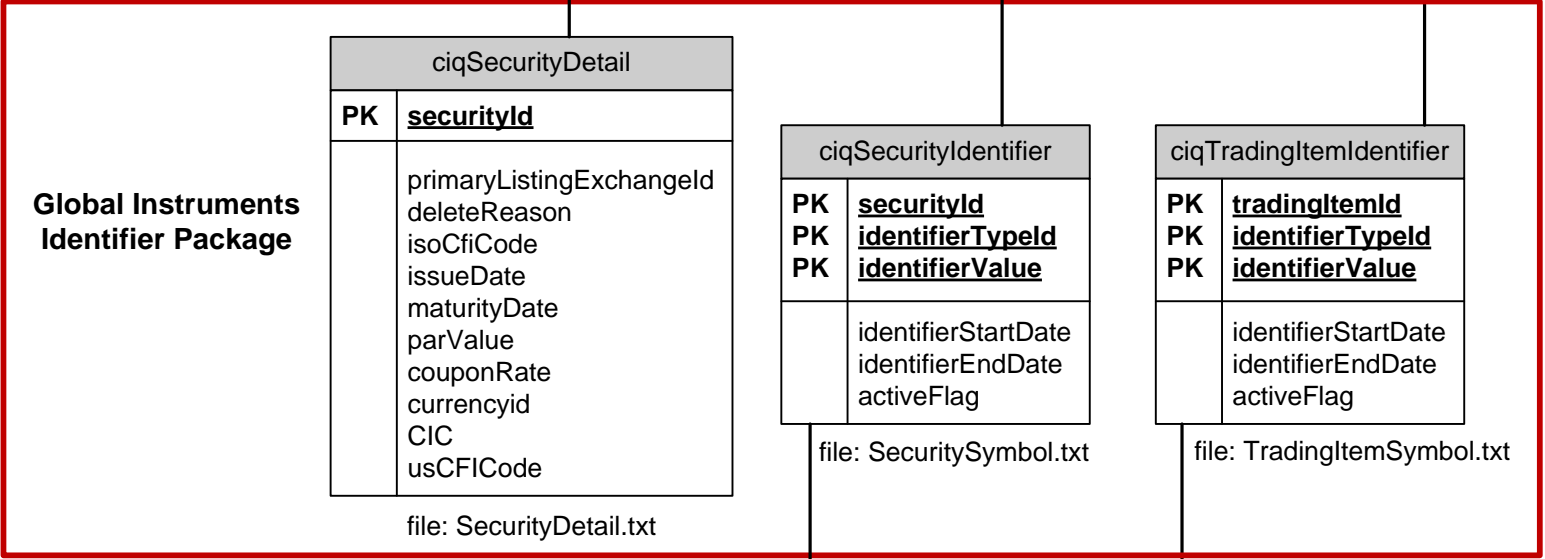 Global Instruments
Identifier Package
ciqSecurityDetail
PK securityId
primaryListingExchangeId
deleteReason
isoCfiCode
issueDate
maturityDate
parValue
couponRate
currencyid
CIC
usCFICode
file: SecurityDetail.txt
ciqSecurityIdentifier
PK securityId
PK identifierTypeId
PK identifierValue
identifierStartDate
identifierEndDate
activeFlag
file: SecuritySymbol.txt
ciqTradingItemIdentifier
PK tradingItemId
PK identifierTypeId
PK identifierValue
identifierStartDate
identifierEndDate
activeFlag
file: TradingItemSymbol.txt